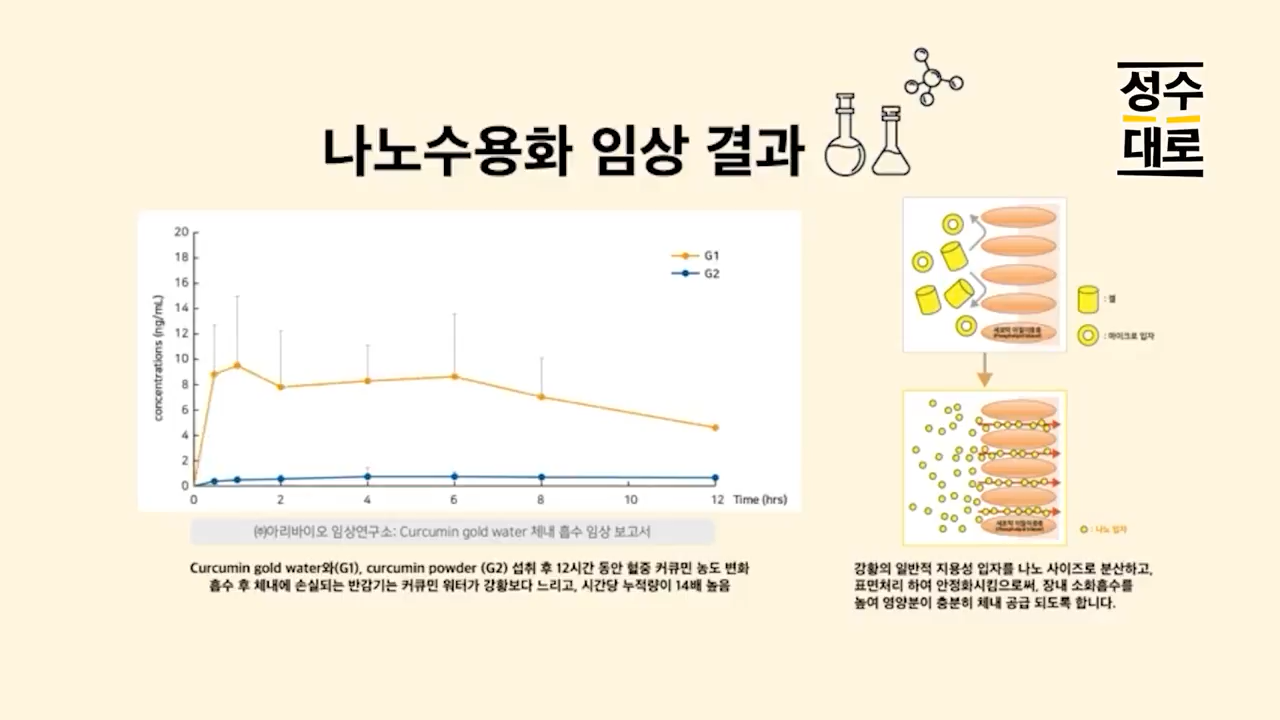 성수
대로
나노수용화 임상 결과
concentrations (ng/mL)
20
18
16
14
12
10
8
6
4
2
0
0
2
4
6
8
10
12
Time (hrs)
G1
G2
㈜아리바이오 임상연구소: Curcumin gold water 체내 흡수 임상 보고서
Curcumin gold water와(G1), curcumin powder (G2) 섭취 후 12시간 동안 혈중 커큐민 농도 변화
흡수 후 체내에 손실되는 반감기는 커큐민 워터가 강황보다 느리고, 시간당 누적량이 14배 높음
: 겔
: 마이크로 입자
: 나노 입자
강황의 일반적 지용성 입자를 나노 사이즈로 분산하고,
표면처리 하여 안정화시킴으로써, 장내 소화흡수를
높여 영양분이 충분히 체내 공급 되도록 합니다.